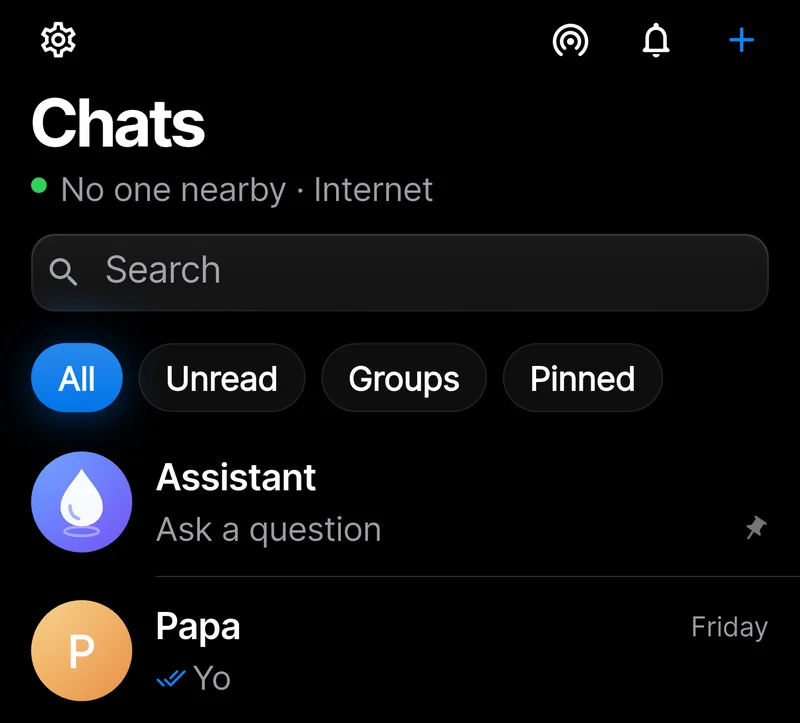 Chats
No one nearby · Internet
Search
All Unread Groups Pinned
Assistant
Ask a question
P
Papa Friday
Yo